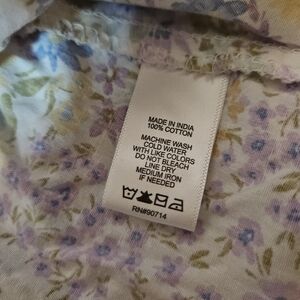 MADE IN INDIA
100% COTTON
MACHINE WASH
COLD WATER
WITH LIKE COLORS
DO NOT BLEACH
LINE DRY
MEDIUM IRON
IF NEEDED
RN#90714